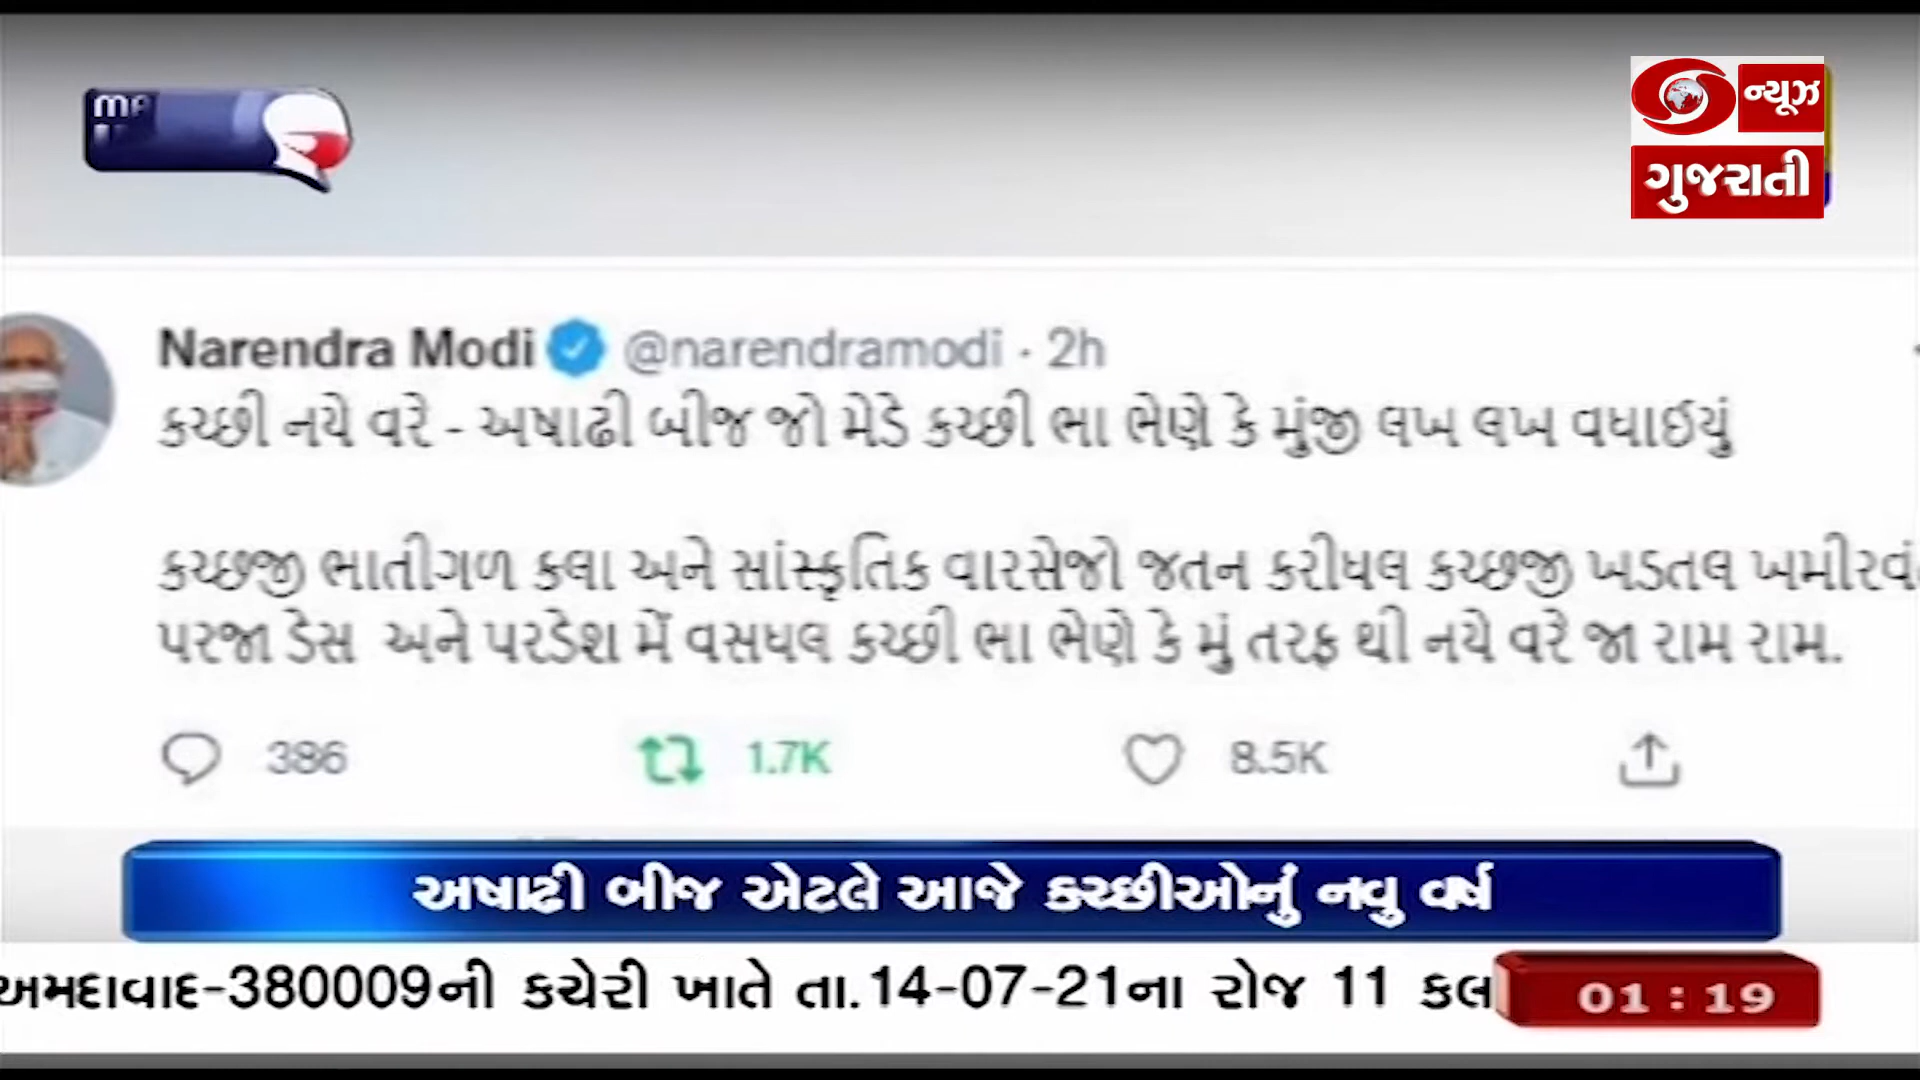 ન્યૂઝ
ગુજરાતી
Narendra Modi @narendramodi · 2h
કચ્છી નયે વરે - અષાઢી બીજ જો મેડે કચ્છી ભા ભેણે કે મુંજી લખ લખ વધાઈયું
કચ્છજી ભાતીગળ કલા અને સાંસ્કૃતિક વારસેજો જતન કરીધલ કચ્છજી ખડતલ
પરજા ડેસ અને પરડેશ મેં વસધલ કચ્છી ભા ભેણે કે મું તરફ થી નયે વરે જા રામ રામ.
386 1.7K 8.5K
અષાઢી બીજ એટલે આજે કચ્છીઓનું નવુ વર્ષ
અમદાવાદ-380009ની કચેરી ખાતે તા.14-07-21ના રોજ 11 કલ
01 : 19